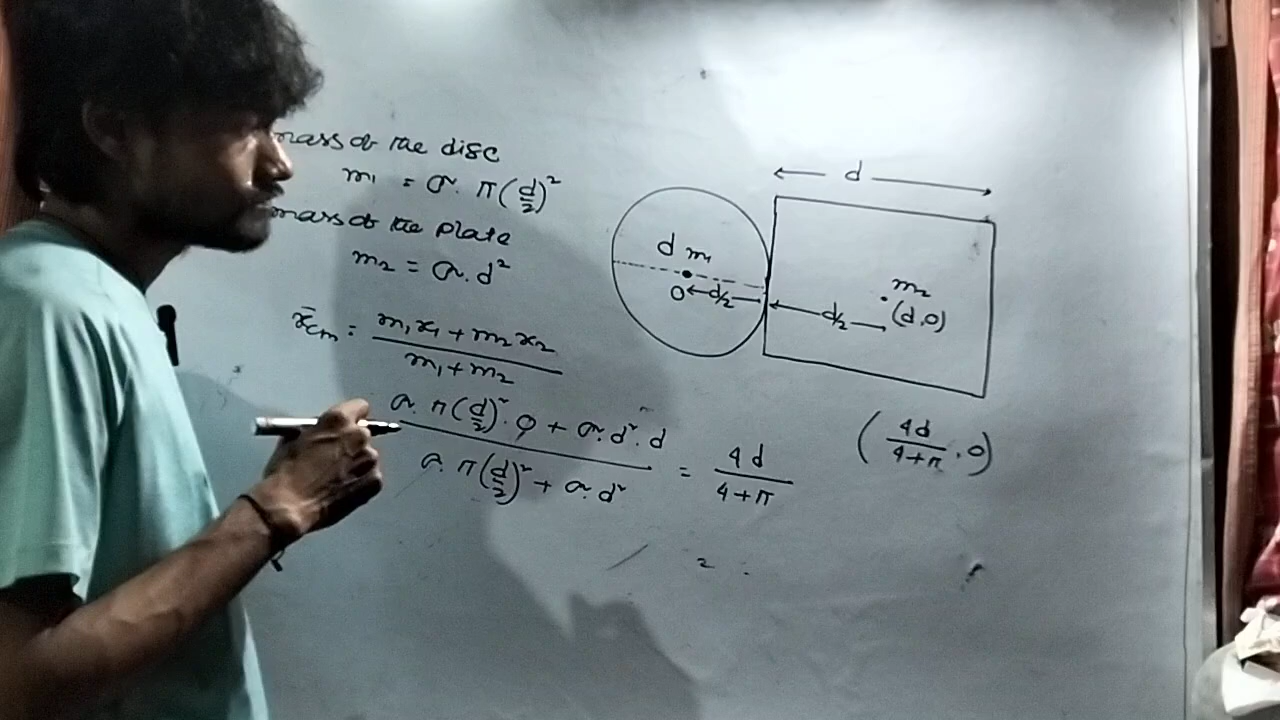 mass of the disc
m₁ = σ. π(d/2)²
mass of the plate
m₂ = σ.d²
x̄cm = m₁x₁ + m₂x₂ / m₁ + m₂
σ. π(d/2)². 0 + σ.d².d / σ. π(d/2)² + σ.d² = 4d / 4+π
d
d m₁
O d/2
d/2
m₂
(d,0)
(4d / 4+π , 0)